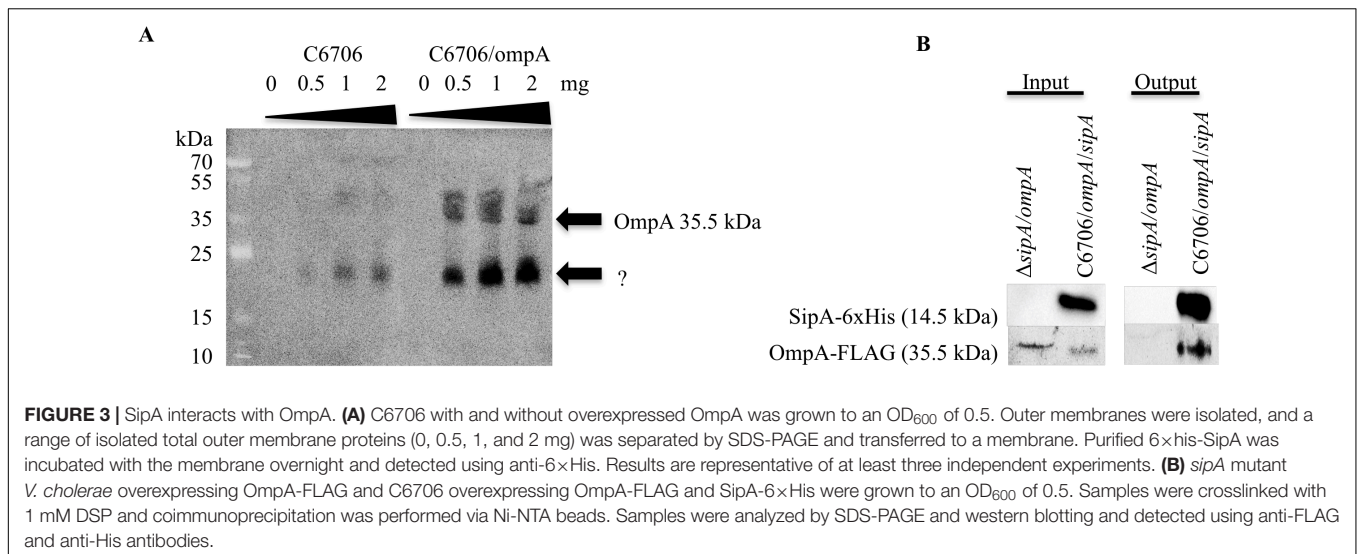 A
C6706 C6706/ompA
0 0.5 1 2 0 0.5 1 2 mg
kDa
70
55
35
25
15
10
OmpA 35.5 kDa
?
B
Input Output
ΔsipA/ompA
C6706/ompA/sipA
ΔsipA/ompA
C6706/ompA/sipA
SipA-6xHis (14.5 kDa)
OmpA-FLAG (35.5 kDa)
FIGURE 3 | SipA interacts with OmpA. (A) C6706 with and without overexpressed OmpA was grown to an OD600 of 0.5. Outer membranes were isolated, and a
range of isolated total outer membrane proteins (0, 0.5, 1, and 2 mg) was separated by SDS-PAGE and transferred to a membrane. Purified 6×his-SipA was
incubated with the membrane overnight and detected using anti-6×His. Results are representative of at least three independent experiments. (B) sipA mutant
V. cholerae overexpressing OmpA-FLAG and C6706 overexpressing OmpA-FLAG and SipA-6×His were grown to an OD600 of 0.5. Samples were crosslinked with
1 mM DSP and coimmunoprecipitation was performed via Ni-NTA beads. Samples were analyzed by SDS-PAGE and western blotting and detected using anti-FLAG
and anti-His antibodies.